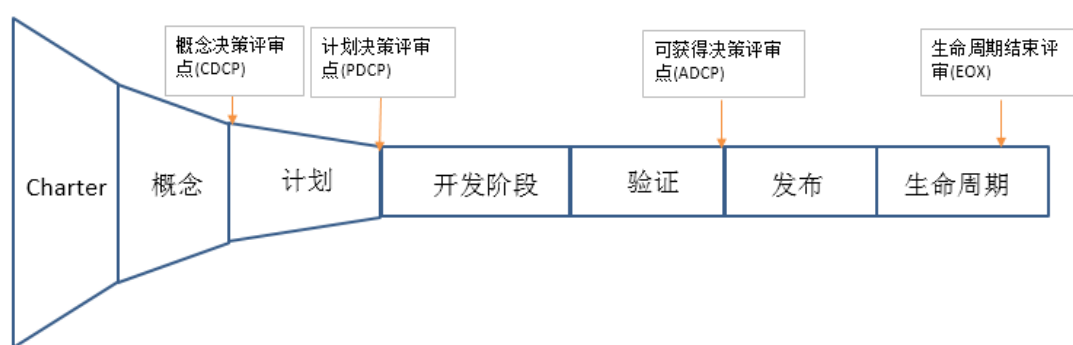 概念决策评审
点(CDCP)
计划决策评审
点(PDCP)
可获得决策评审
点(ADCP)
生命周期结束评
审(EOX)
Charter
概念
计划
开发阶段
验证
发布
生命周期